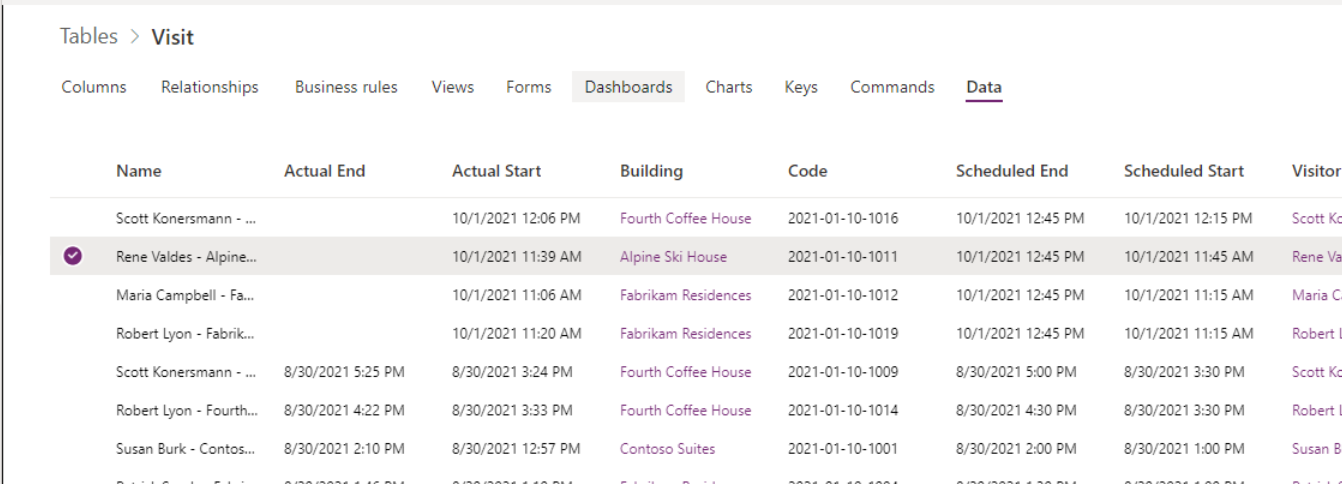 Tables > Visit
Columns Relationships Business rules Views Forms Dashboards Charts Keys Commands Data
Name Actual End Actual Start Building Code Scheduled End Scheduled Start Visitor
Scott Konersmann - ... 10/1/2021 12:06 PM Fourth Coffee House 2021-01-10-1016 10/1/2021 12:45 PM 10/1/2021 12:15 PM Scott Ko
Rene Valdes - Alpine... 10/1/2021 11:39 AM Alpine Ski House 2021-01-10-1011 10/1/2021 12:45 PM 10/1/2021 11:45 AM Rene Va
Maria Campbell - Fa... 10/1/2021 11:06 AM Fabrikam Residences 2021-01-10-1012 10/1/2021 12:45 PM 10/1/2021 11:15 AM Maria Ca
Robert Lyon - Fabrik... 10/1/2021 11:20 AM Fabrikam Residences 2021-01-10-1019 10/1/2021 12:45 PM 10/1/2021 11:15 AM Robert L
Scott Konersmann - ... 8/30/2021 5:25 PM 8/30/2021 3:24 PM Fourth Coffee House 2021-01-10-1009 8/30/2021 5:00 PM 8/30/2021 3:30 PM Scott Ko
Robert Lyon - Fourth... 8/30/2021 4:22 PM 8/30/2021 3:33 PM Fourth Coffee House 2021-01-10-1014 8/30/2021 4:30 PM 8/30/2021 3:30 PM Robert L
Susan Burk - Contos... 8/30/2021 2:10 PM 8/30/2021 12:57 PM Contoso Suites 2021-01-10-1001 8/30/2021 2:00 PM 8/30/2021 1:00 PM Susan B